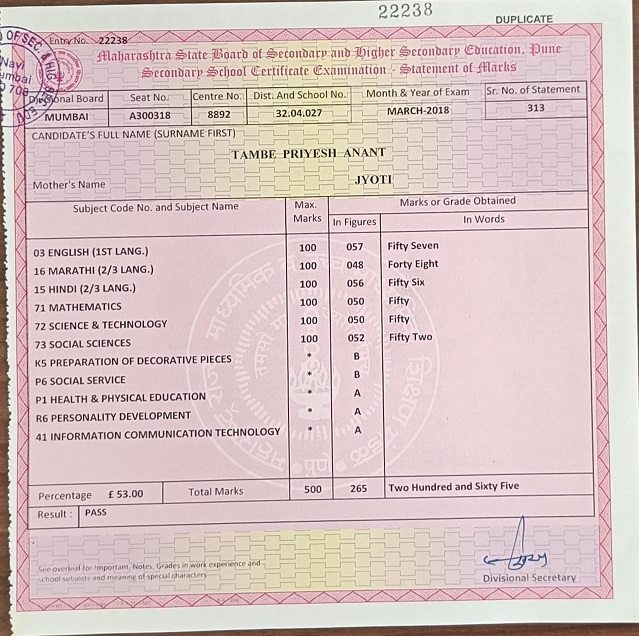 22238
DUPLICATE
Entry No. 22238
OF SEC. & HIG
Navi
Maharashtra State Board of Secondary and Higher Secondary Education, Pune
Secondary School Certificate Examination - Statement of Marks
Divisional Board Seat No. Centre No. Dist. And School No. Month & Year of Exam Sr. No. of Statement
MUMBAI A300318 8892 32.04.027 MARCH-2018 313
CANDIDATE'S FULL NAME (SURNAME FIRST)
TAMBE PRIYESH ANANT
Mother's Name JYOTI
Subject Code No. and Subject Name Max. Marks Marks or Grade Obtained
In Figures In Words
03 ENGLISH (1ST LANG.) 100 057 Fifty Seven
16 MARATHI (2/3 LANG.) 100 048 Forty Eight
15 HINDI (2/3 LANG.) 100 056 Fifty Six
71 MATHEMATICS 100 050 Fifty
72 SCIENCE & TECHNOLOGY 100 050 Fifty
73 SOCIAL SCIENCES 100 052 Fifty Two
K5 PREPARATION OF DECORATIVE PIECES * B
P6 SOCIAL SERVICE * B
P1 HEALTH & PHYSICAL EDUCATION * A
R6 PERSONALITY DEVELOPMENT * A
41 INFORMATION COMMUNICATION TECHNOLOGY * A
Percentage £ 53.00 Total Marks 500 265 Two Hundred and Sixty Five
Result : PASS
See overleaf for Important, Notes, Grades in work experience and
school subjects and meaning of special characters
Divisional Secretary